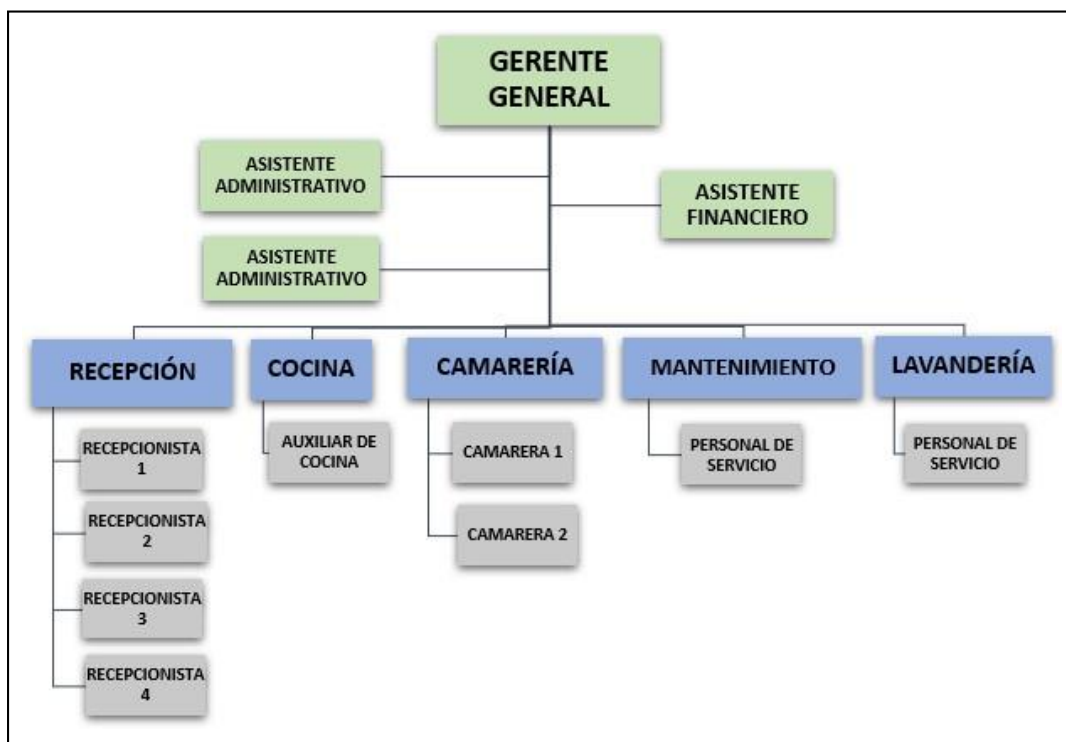 GERENTE
GENERAL
ASISTENTE
ADMINISTRATIVO
ASISTENTE
FINANCIERO
ASISTENTE
ADMINISTRATIVO
RECEPCIÓN
COCINA
CAMARERÍA
MANTENIMIENTO
LAVANDERÍA
RECEPCIONISTA
1
RECEPCIONISTA
2
RECEPCIONISTA
3
RECEPCIONISTA
4
AUXILIAR DE
COCINA
CAMARERA 1
CAMARERA 2
PERSONAL DE
SERVICIO
PERSONAL DE
SERVICIO